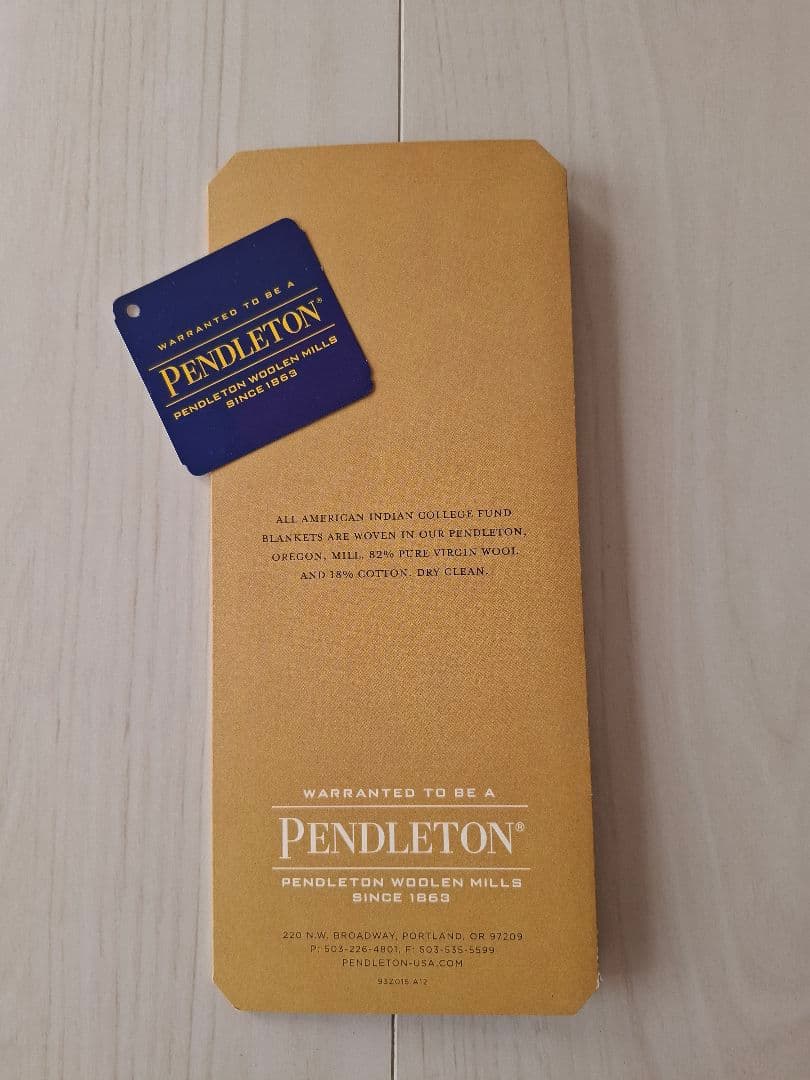 WARRANTED TO BE A
PENDLETON®
PENDLETON WOOLEN MILLS
SINCE 1863
ALL AMERICAN INDIAN COLLEGE FUND
BLANKETS ARE WOVEN IN OUR PENDLETON,
OREGON, MILL. 82% PURE VIRGIN WOOL
AND 18% COTTON. DRY CLEAN.
WARRANTED TO BE A
PENDLETON®
PENDLETON WOOLEN MILLS
SINCE 1863
220 N.W. BROADWAY, PORTLAND, OR 97209
P: 503-226-4801, F: 503-535-5599
PENDLETON-USA.COM
93Z015 A12